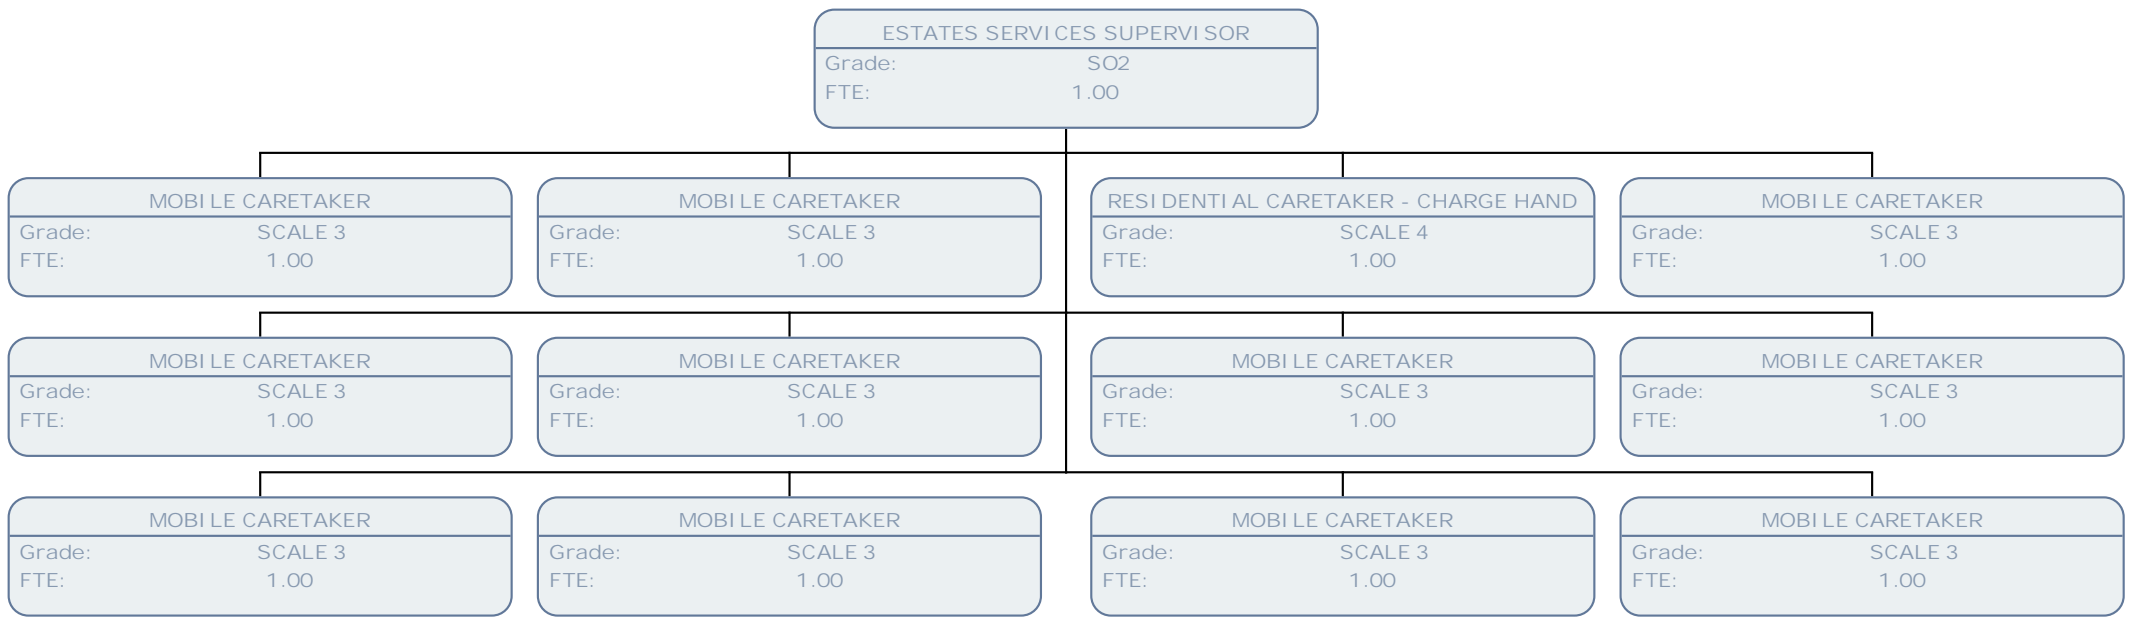 ESTATES SERVICES SUPERVISOR
Grade: SO2
FTE: 1.00
MOBILE CARETAKER
Grade: SCALE 3
FTE: 1.00
MOBILE CARETAKER
Grade: SCALE 3
FTE: 1.00
RESIDENTIAL CARETAKER - CHARGE HAND
Grade: SCALE 4
FTE: 1.00
MOBILE CARETAKER
Grade: SCALE 3
FTE: 1.00
MOBILE CARETAKER
Grade: SCALE 3
FTE: 1.00
MOBILE CARETAKER
Grade: SCALE 3
FTE: 1.00
MOBILE CARETAKER
Grade: SCALE 3
FTE: 1.00
MOBILE CARETAKER
Grade: SCALE 3
FTE: 1.00
MOBILE CARETAKER
Grade: SCALE 3
FTE: 1.00
MOBILE CARETAKER
Grade: SCALE 3
FTE: 1.00
MOBILE CARETAKER
Grade: SCALE 3
FTE: 1.00
MOBILE CARETAKER
Grade: SCALE 3
FTE: 1.00